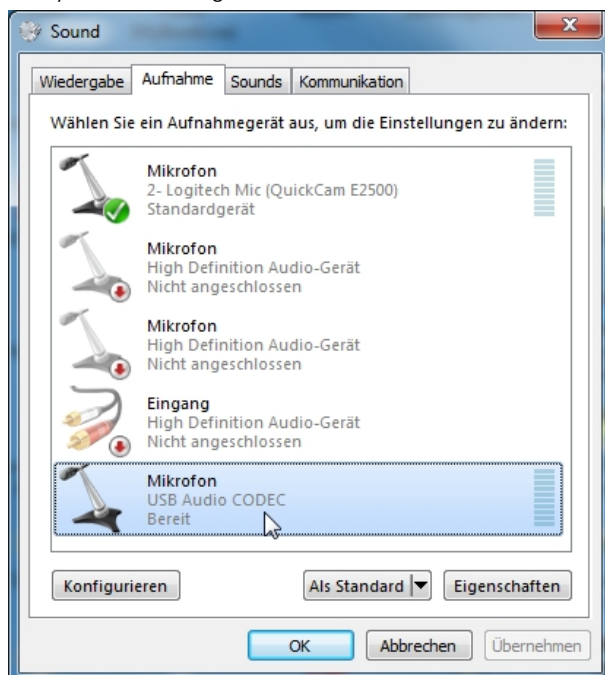 Sound
Wiedergabe Aufnahme Sounds Kommunikation
Wählen Sie ein Aufnahmegerät aus, um die Einstellungen zu ändern:
Mikrofon
2- Logitech Mic (QuickCam E2500)
Standardgerät
Mikrofon
High Definition Audio-Gerät
Nicht angeschlossen
Mikrofon
High Definition Audio-Gerät
Nicht angeschlossen
Eingang
High Definition Audio-Gerät
Nicht angeschlossen
Mikrofon
USB Audio CODEC
Bereit
Konfigurieren Als Standard Eigenschaften
OK Abbrechen Übernehmen